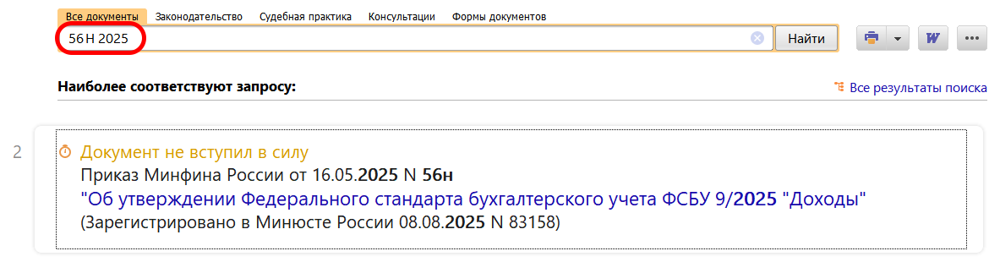 Все документы Законодательство Судебная практика Консультации Формы документов
56Н 2025 Найти W
Наиболее соответствуют запросу: Все результаты поиска
2
Документ не вступил в силу
Приказ Минфина России от 16.05.2025 N 56н
"Об утверждении Федерального стандарта бухгалтерского учета ФСБУ 9/2025 "Доходы"
(Зарегистрировано в Минюсте России 08.08.2025 N 83158)